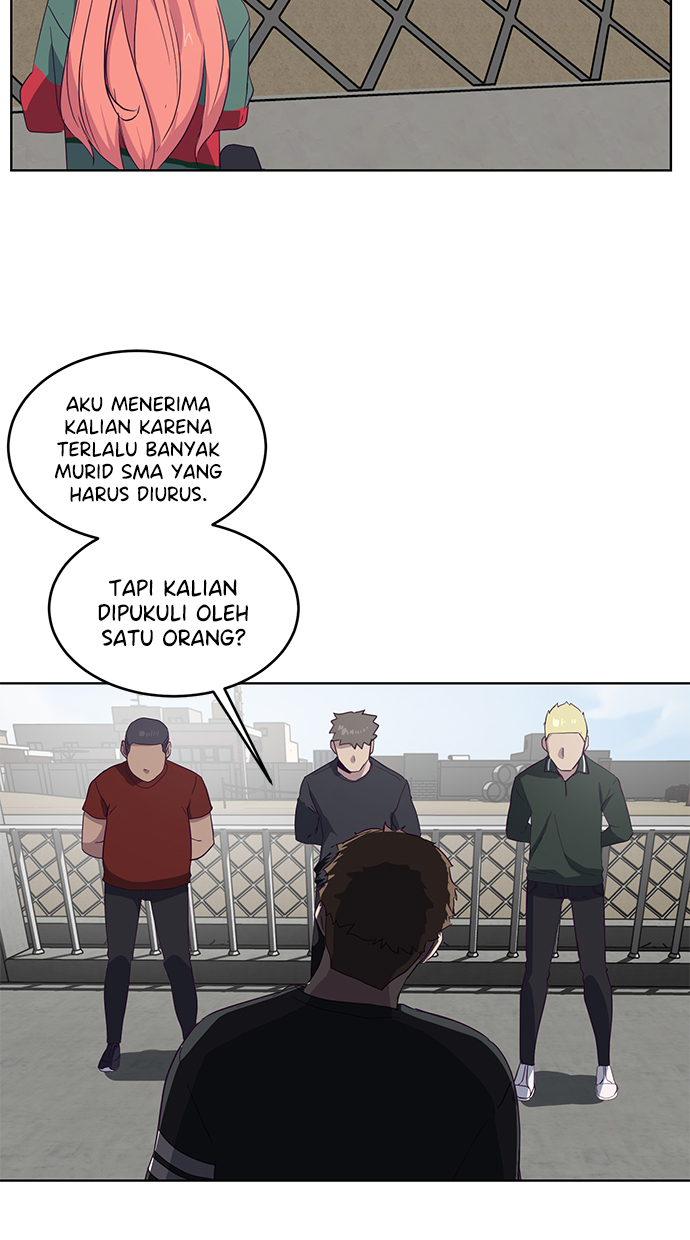 AKU MENERIMA
KALIAN KARENA
TERLALU BANYAK
MURID SMA YANG
HARUS DIURUS.
TAPI KALIAN
DIPUKULI OLEH
SATU ORANG?